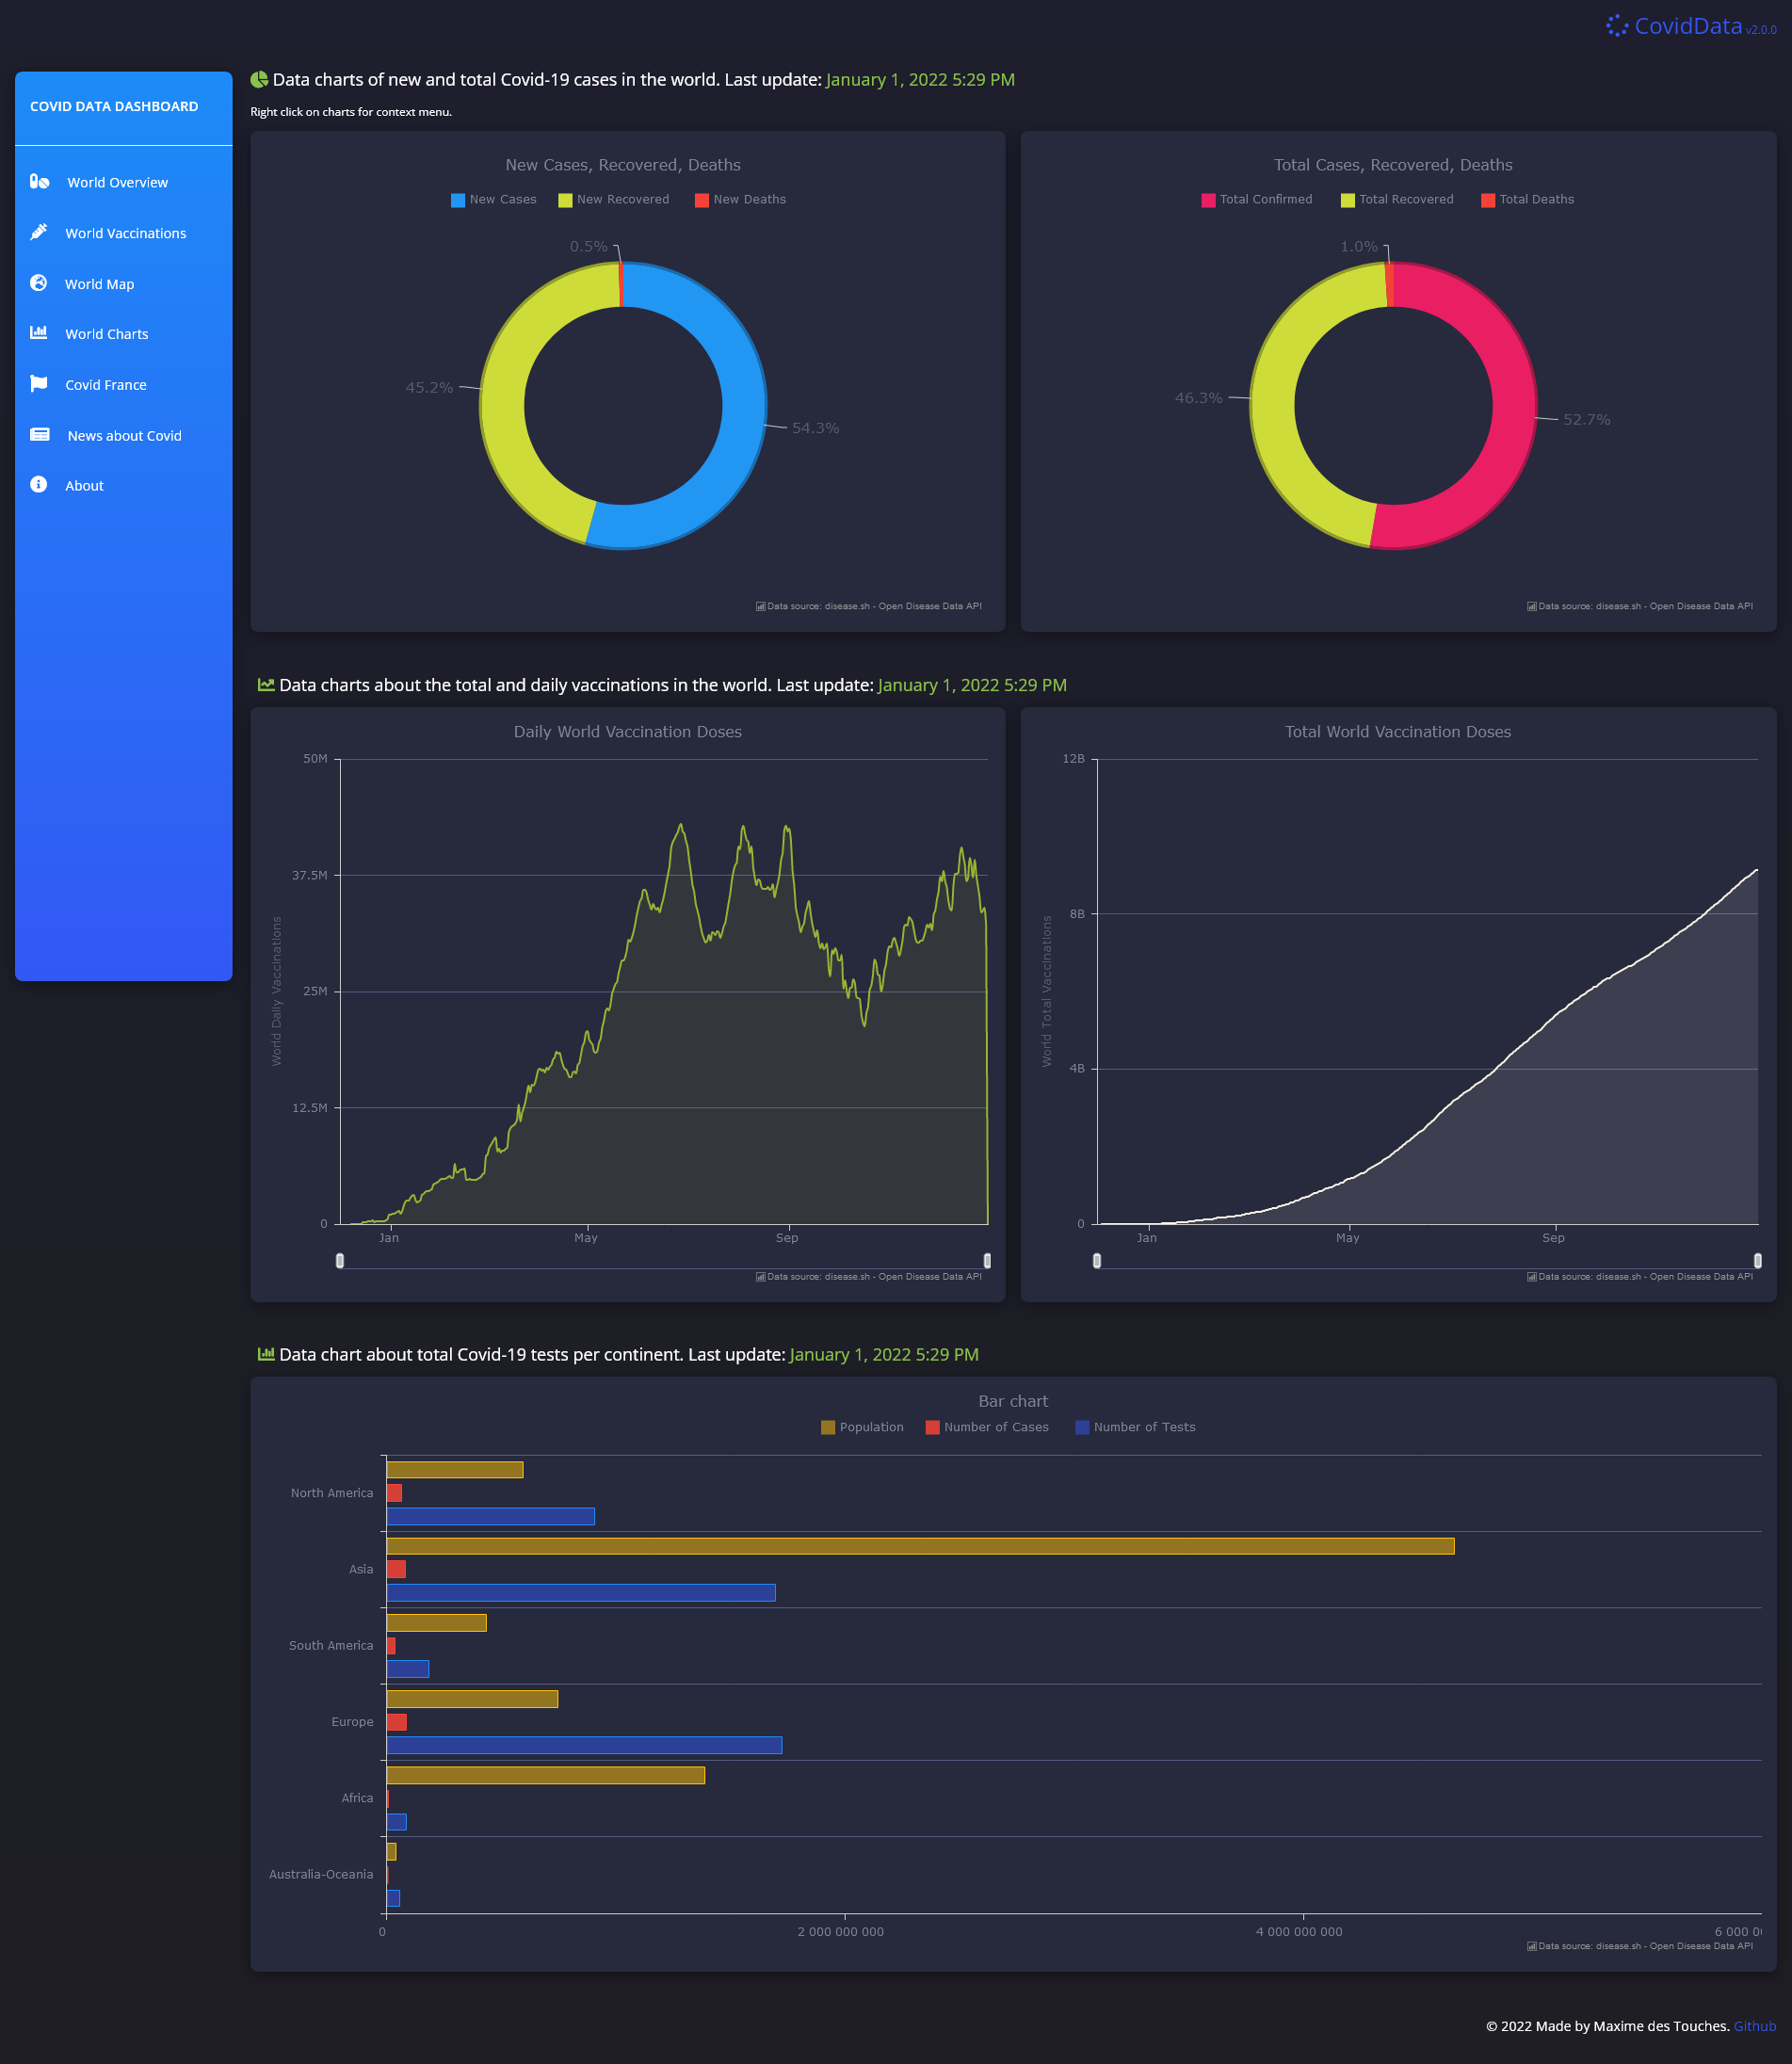 CovidData v2.0.0
COVID DATA DASHBOARD
World Overview
World Vaccinations
World Map
World Charts
Covid France
News about Covid
About
Data charts of new and total Covid-19 cases in the world. Last update: January 1, 2022 5:29 PM
Right click on charts for context menu.
New Cases, Recovered, Deaths
New Cases New Recovered New Deaths
0.5%
45.2%
54.3%
Data source: disease.sh - Open Disease Data API
Total Cases, Recovered, Deaths
Total Confirmed Total Recovered Total Deaths
1.0%
46.3%
52.7%
Data source: disease.sh - Open Disease Data API
Data charts about the total and daily vaccinations in the world. Last update: January 1, 2022 5:29 PM
Daily World Vaccination Doses
World Daily Vaccinations
50M
37.5M
25M
12.5M
0
Jan May Sep
Data source: disease.sh - Open Disease Data API
Total World Vaccination Doses
World Total Vaccinations
12B
8B
4B
0
Jan May Sep
Data source: disease.sh - Open Disease Data API
Data chart about total Covid-19 tests per continent. Last update: January 1, 2022 5:29 PM
Bar chart
Population Number of Cases Number of Tests
North America
Asia
South America
Europe
Africa
Australia-Oceania
0 2 000 000 000 4 000 000 000 6 000
Data source: disease.sh - Open Disease Data API
© 2022 Made by Maxime des Touches. Github